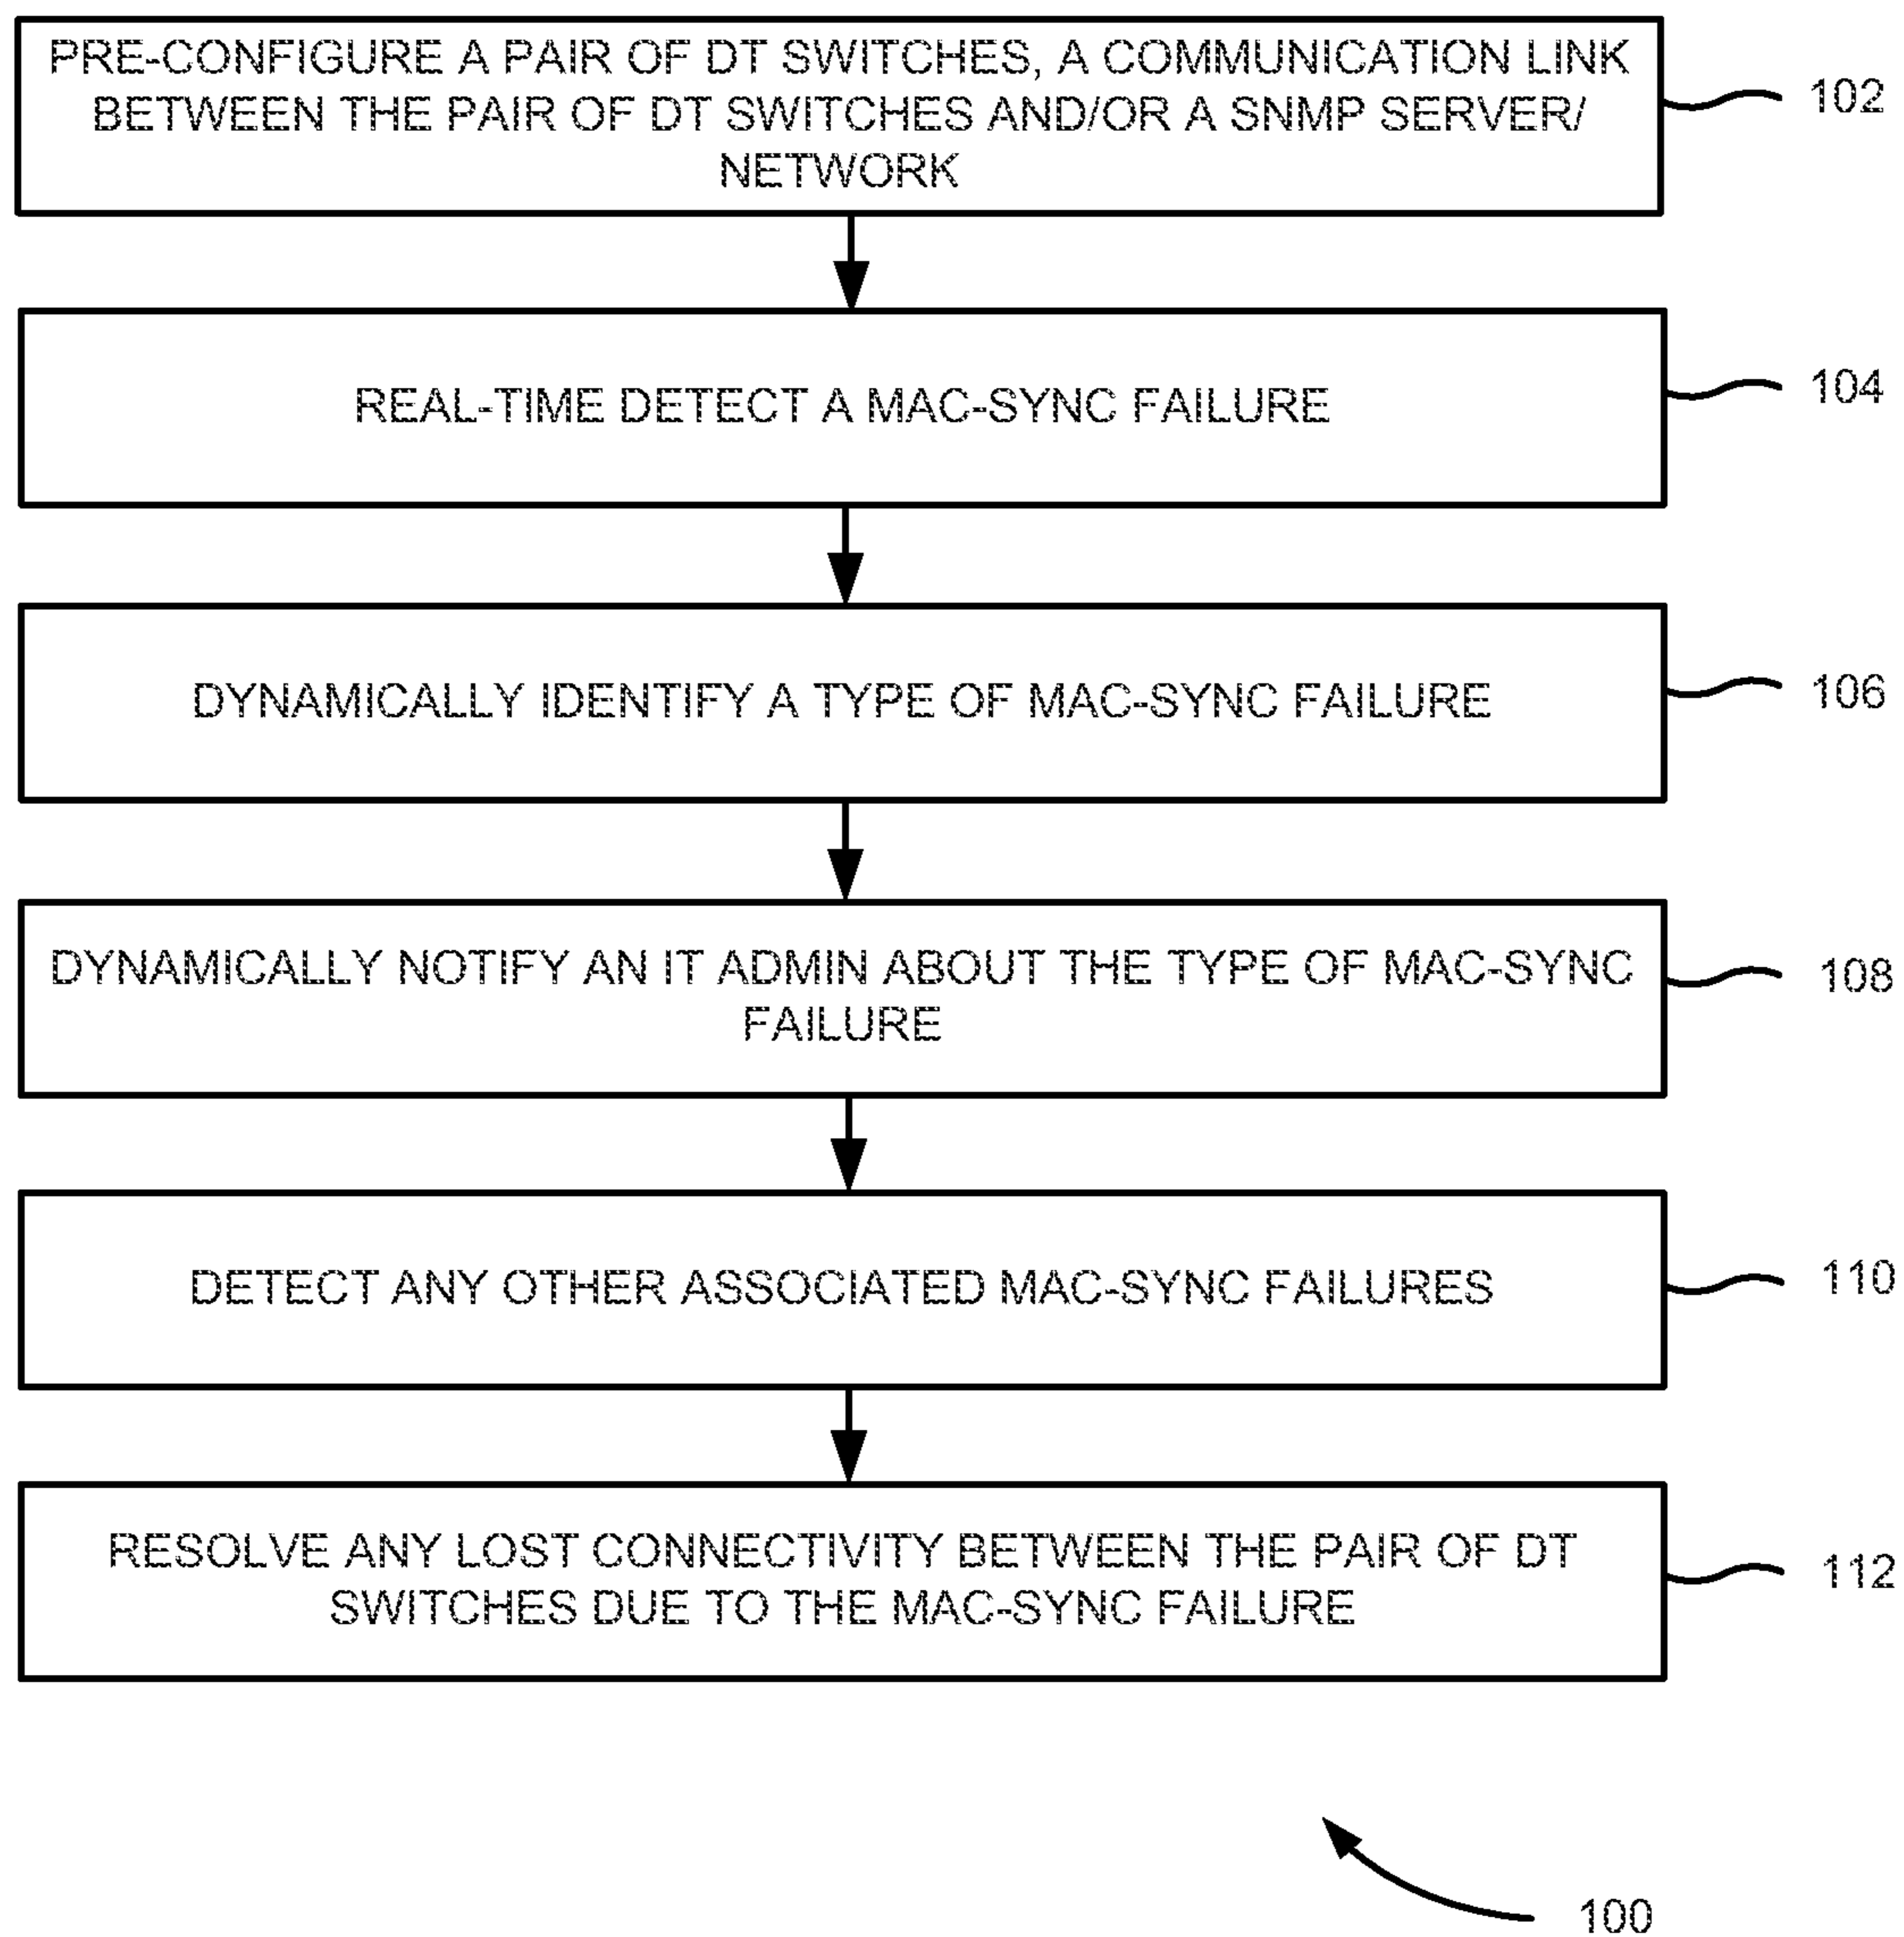 PRE-CONFIGURE A PAIR OF DT SWITCHES, A COMMUNICATION LINK
BETWEEN THE PAIR OF DT SWITCHES AND/OR A SNMP SERVER/
NETWORK
102
REAL-TIME DETECT A MAC-SYNC FAILURE
104
DYNAMICALLY IDENTIFY A TYPE OF MAC-SYNC FAILURE
106
DYNAMICALLY NOTIFY AN IT ADMIN ABOUT THE TYPE OF MAC-SYNC
FAILURE
108
DETECT ANY OTHER ASSOCIATED MAC-SYNC FAILURES
110
RESOLVE ANY LOST CONNECTIVITY BETWEEN THE PAIR OF DT
SWITCHES DUE TO THE MAC-SYNC FAILURE
112
100